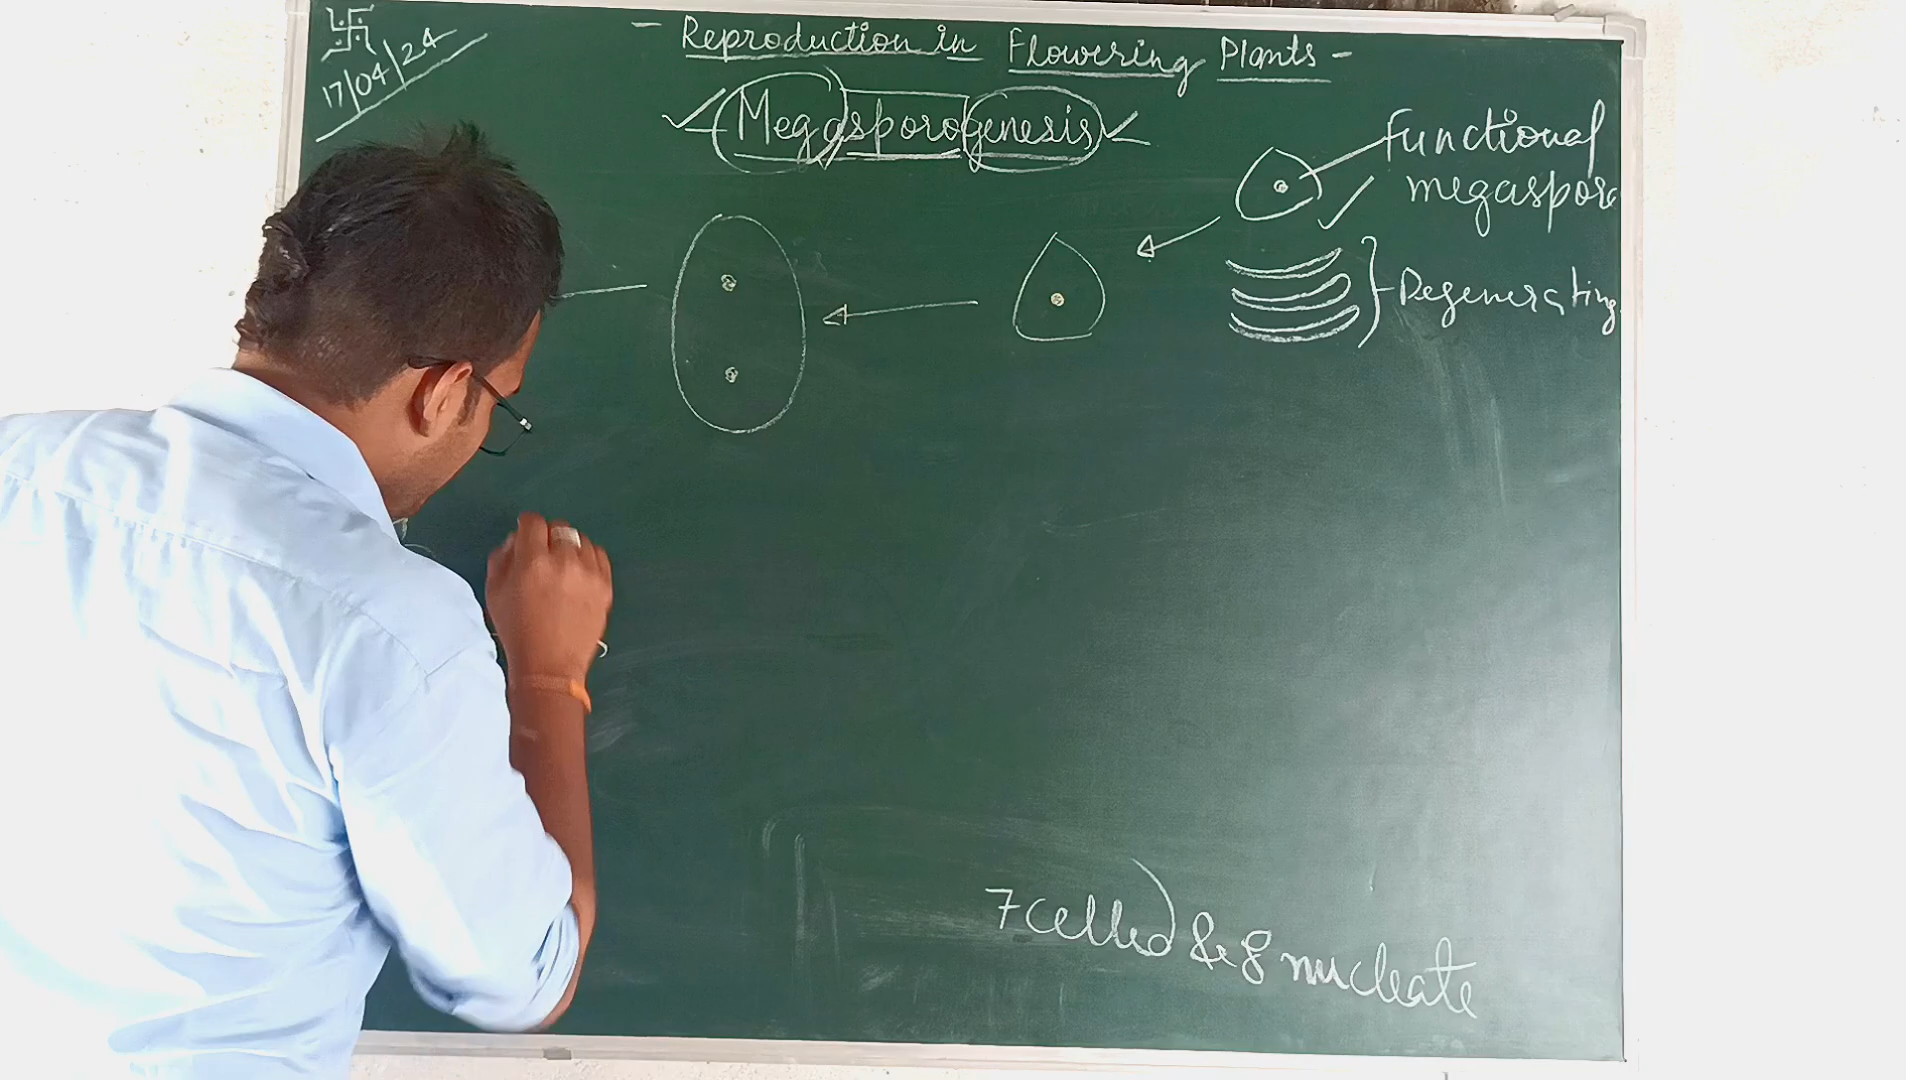 17/04/24
- Reproduction in Flowering Plants -
Megasporogenesis
Functional
megaspore
Degenerating
7 celled & 8 nucleate